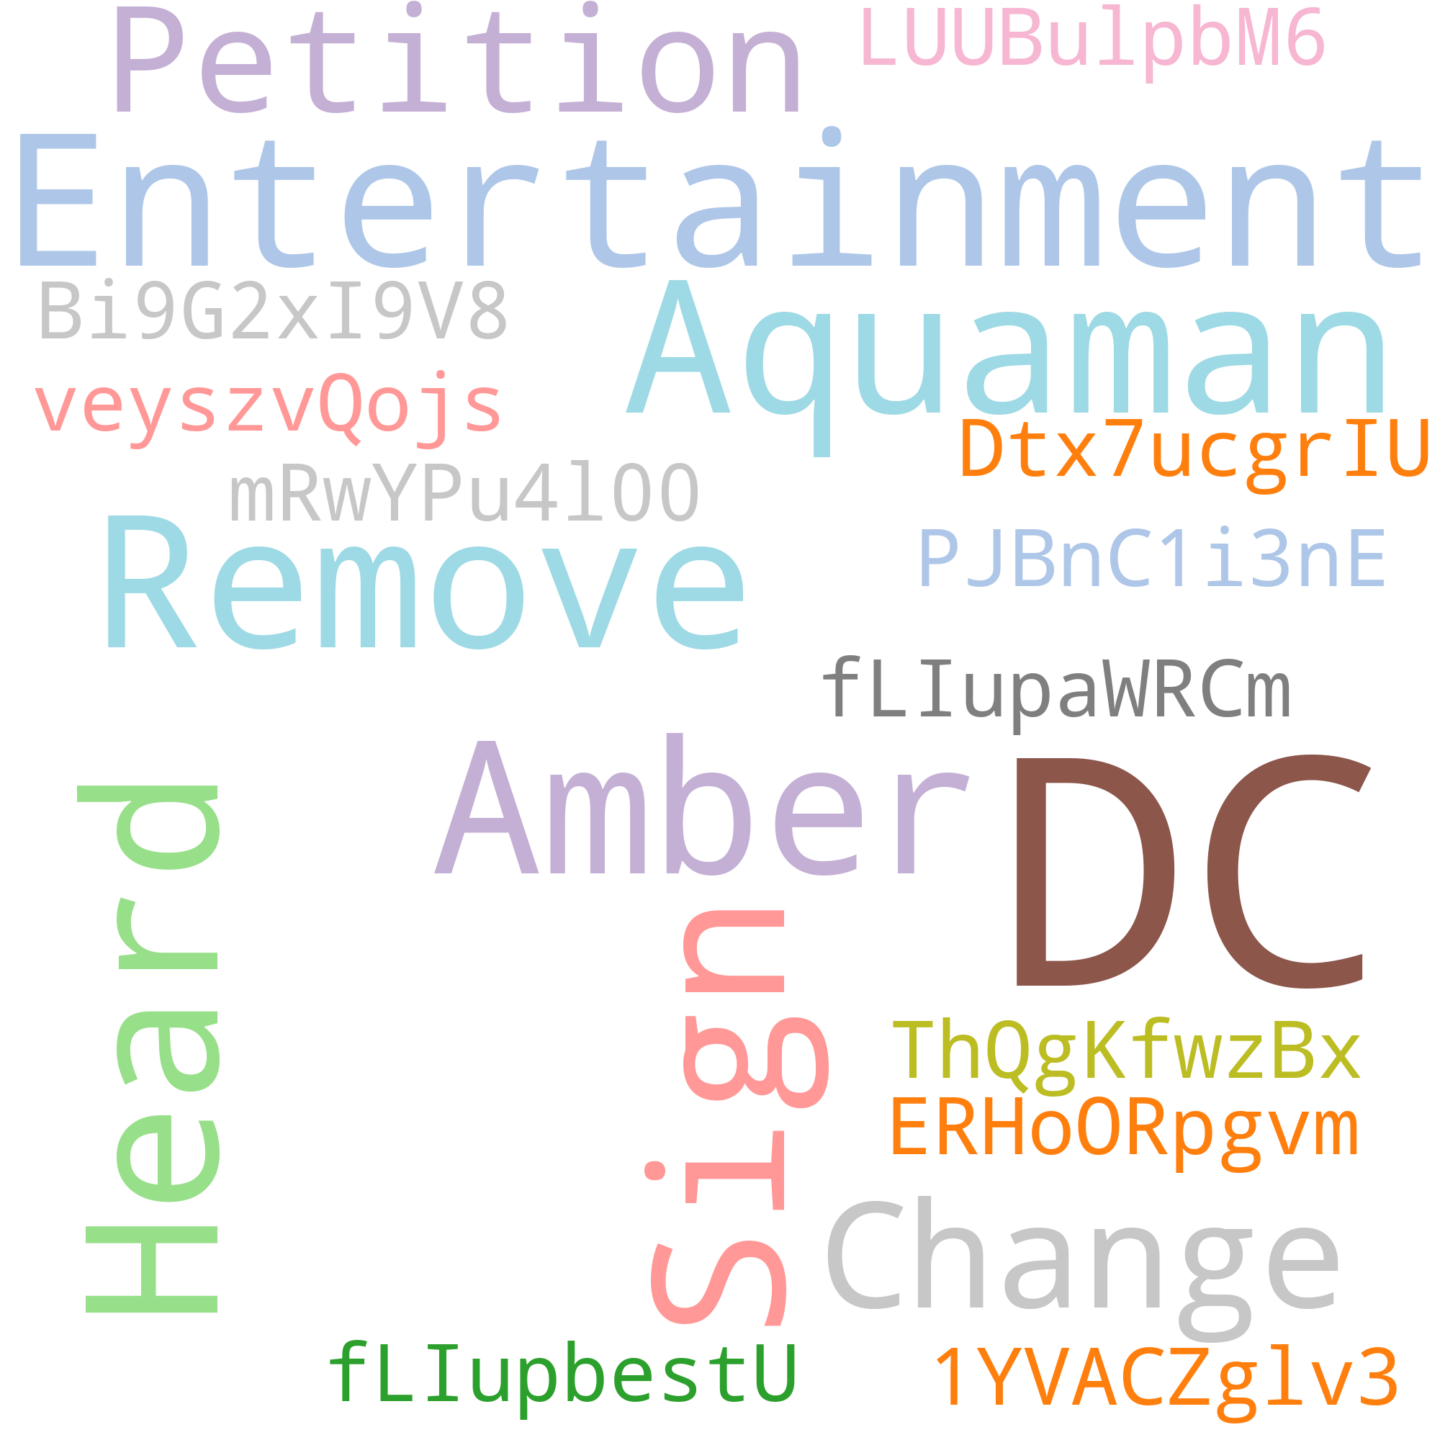 Petition
LUUBulpbM6
Entertainment
Bi9G2xI9V8
Aquaman
veyszvQojs
Dtx7ucgrIU
mRwYPu4l00
Remove
PJBnC1i3nE
fLIupaWRCm
Amber
DC
Heard
Sign
ThQgKfwzBx
ERHoORpgvm
Change
fLIupbestU
1YVACZglv3